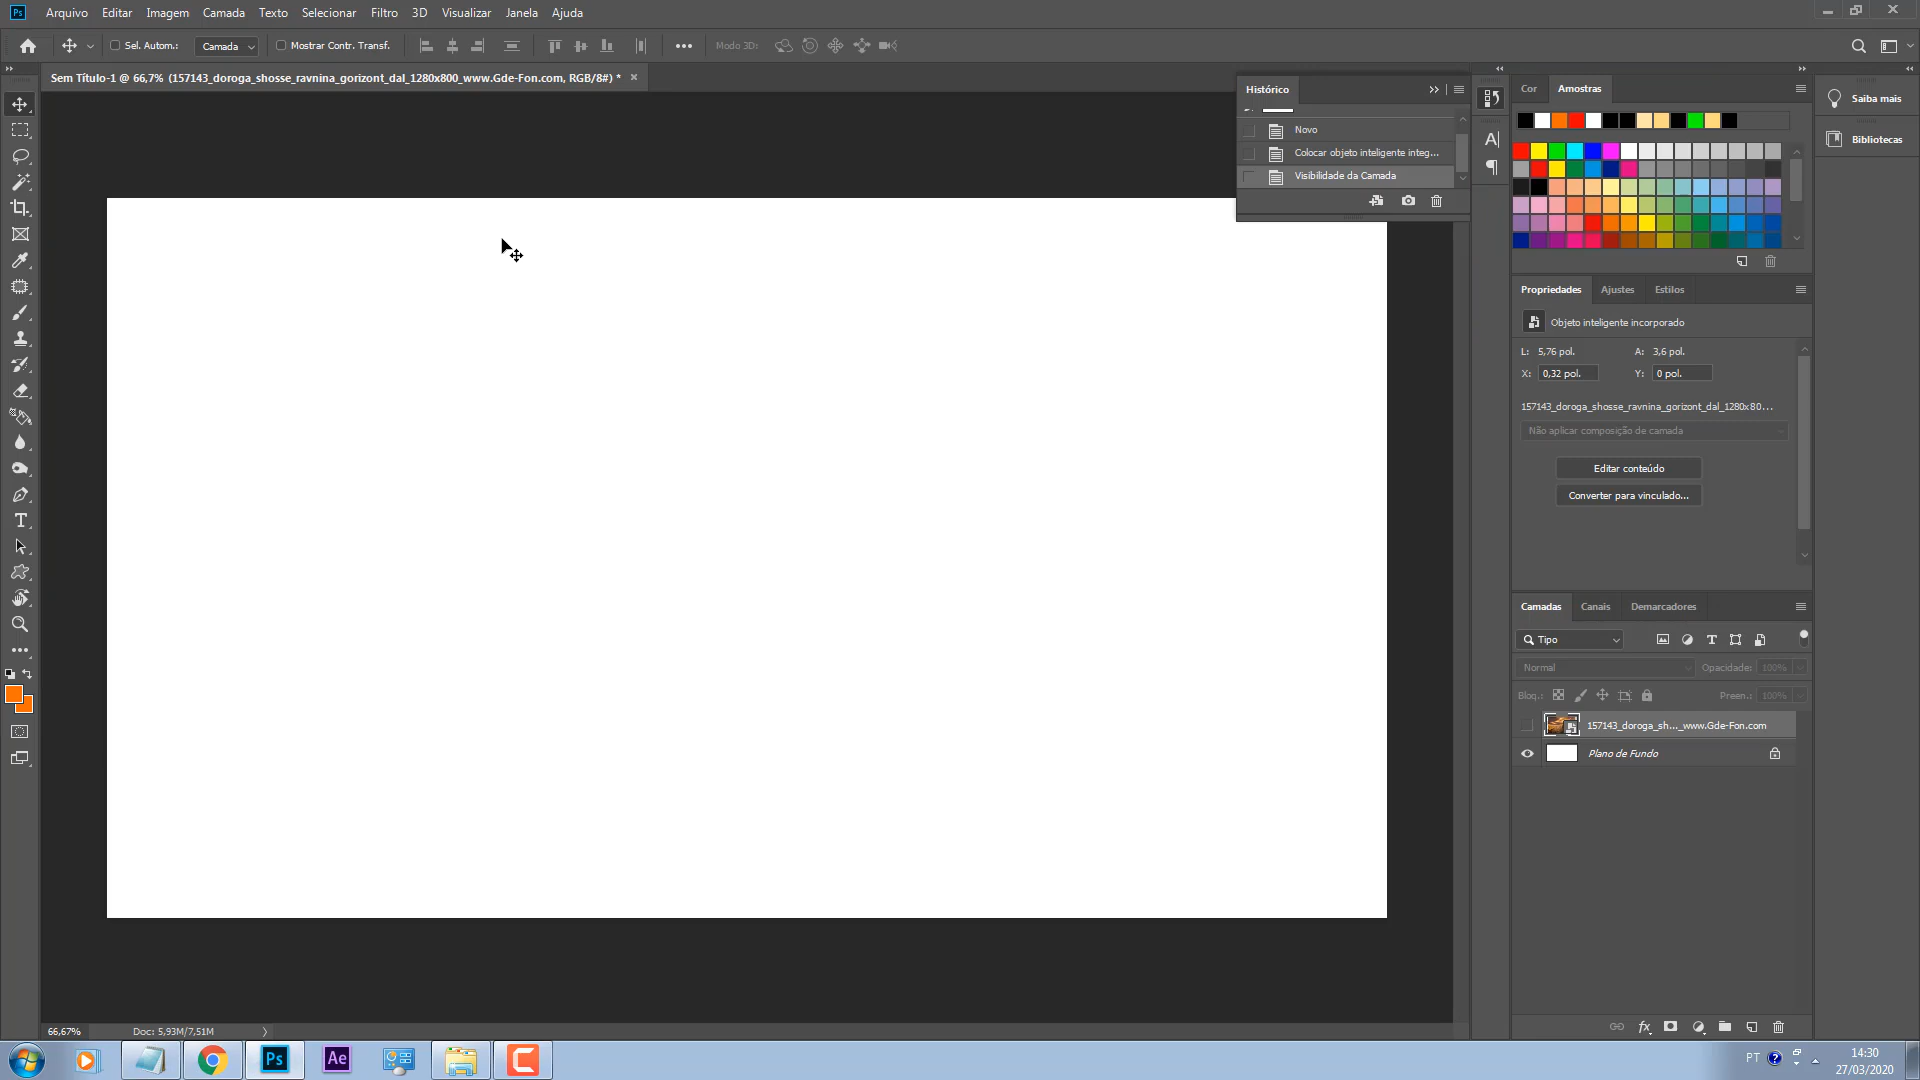 Ps Arquivo Editar Imagem Camada Texto Selecionar Filtro 3D Visualizar Janela Ajuda
Sel. Autom.: Camada Mostrar Contr. Transf. Modo 3D:
Sem Título-1 @ 66,7% (157143_doroga_shosse_ravnina_gorizont_dal_1280x800_www.Gde-Fon.com, RGB/8#) *
Histórico
Novo
Colocar objeto inteligente integ...
Visibilidade da Camada
Cor Amostras
Saiba mais
Bibliotecas
Propriedades Ajustes Estilos
Objeto inteligente incorporado
L: 5,76 pol. A: 3,6 pol.
X: 0,32 pol. Y: 0 pol.
157143_doroga_shosse_ravnina_gorizont_dal_1280x80...
Não aplicar composição de camada
Editar conteúdo
Converter para vinculado...
Camadas Canais Demarcadores
Tipo
Normal Opacidade: 100%
Bloq.: Preen.: 100%
157143_doroga_sh..._www.Gde-Fon.com
Plano de Fundo
fx
66,67% Doc: 5,93M/7,51M
Ps Ae PT 14:30
27/03/2020